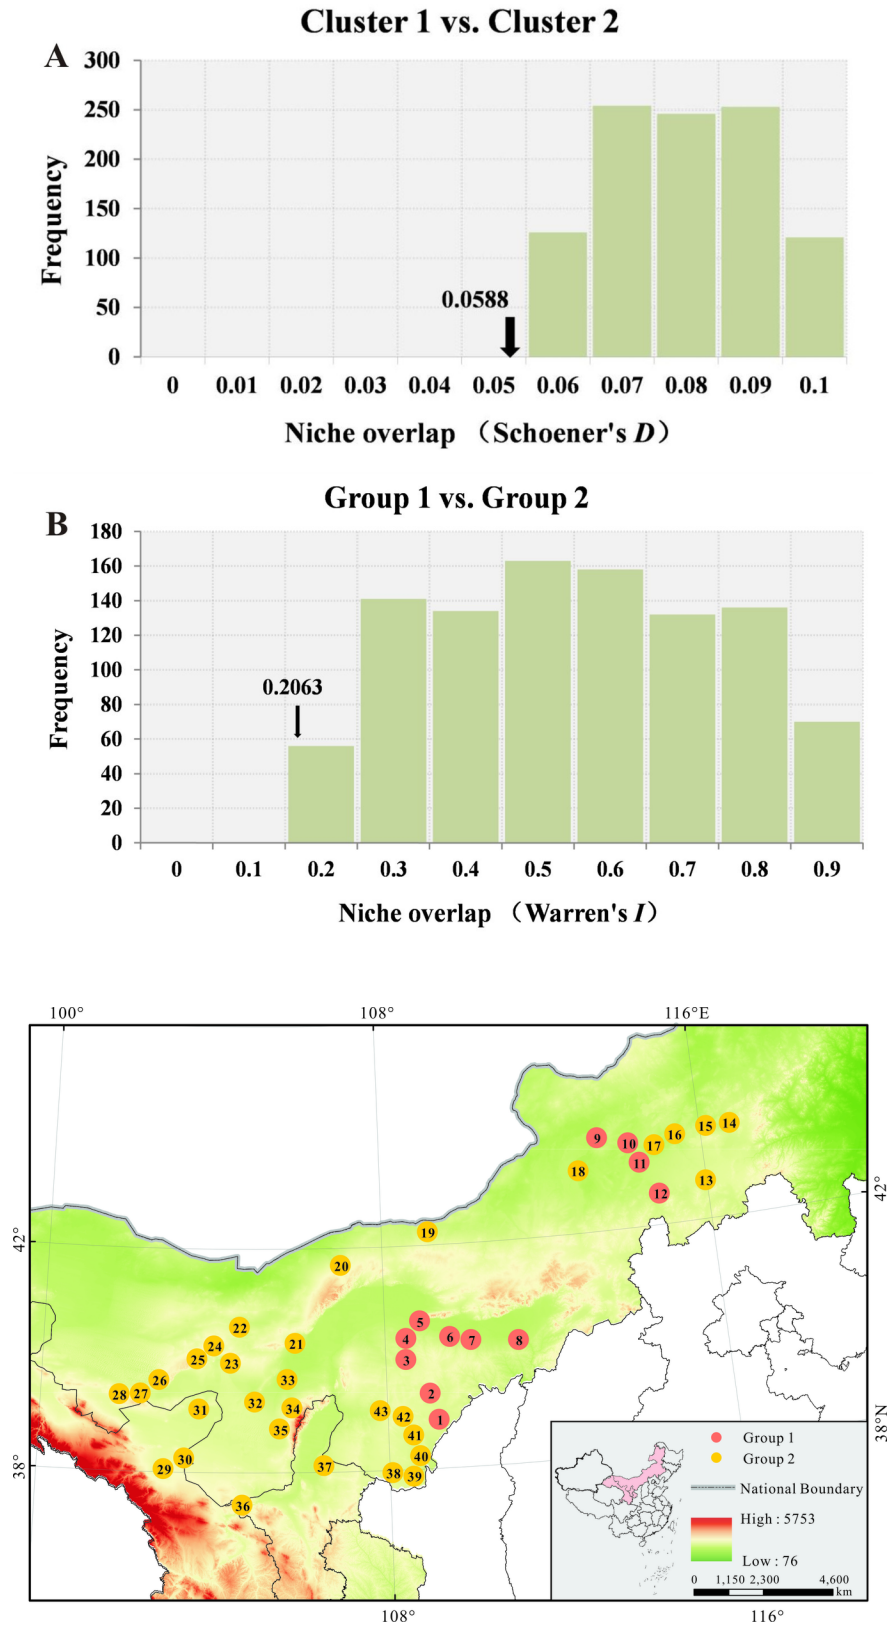 Cluster 1 vs. Cluster 2
A
300
250
200
150
100
50
0
Frequency
0.0588
0 0.01 0.02 0.03 0.04 0.05 0.06 0.07 0.08 0.09 0.1
Niche overlap （Schoener's D）
Group 1 vs. Group 2
B
180
160
140
120
100
80
60
40
20
0
Frequency
0.2063
0 0.1 0.2 0.3 0.4 0.5 0.6 0.7 0.8 0.9
Niche overlap （Warren's I）
100° 108° 116°E
14
15
16
9
10 17
11
18
13
12
42°
19
42°
20
5
22
6
4 7 8
21
24
25 23
3
33
26
28 27 2
32
31 34
43 42
1
35 41
38°N
40
30
37
29
38 39
38°
36
Group 1
Group 2
National Boundary
High : 5753
Low : 76
0 1,150 2,300 4,600
km
108° 116°